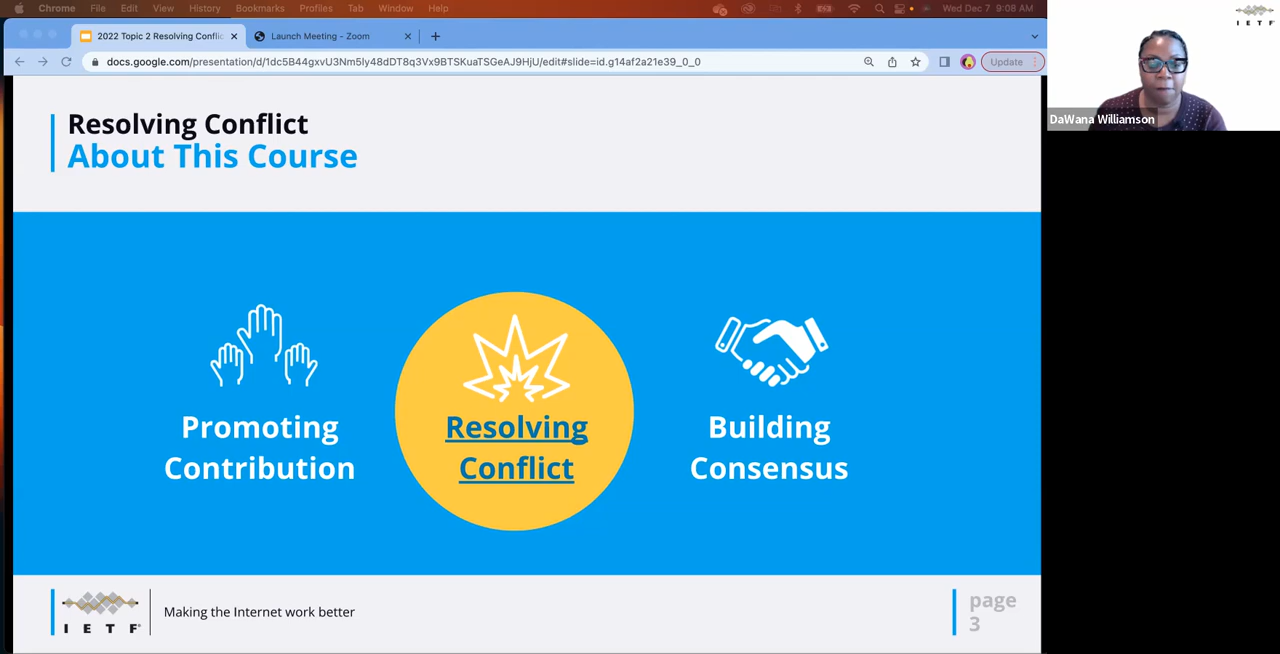 Chrome File Edit View History Bookmarks Profiles Tab Window Help Wed Dec 7 9:08 AM
2022 Topic 2 Resolving Conflic Launch Meeting - Zoom
docs.google.com/presentation/d/1dc5B44gxvU3Nm5Iy48dDT8q3Vx9BTSKuaTSGeAJ9HjU/edit#slide=id.g14af2a21e39_0_0 Update
I E T F
DaWana Williamson
Resolving Conflict
About This Course
Promoting
Contribution
Resolving
Conflict
Building
Consensus
I E T F®
Making the Internet work better
page
3